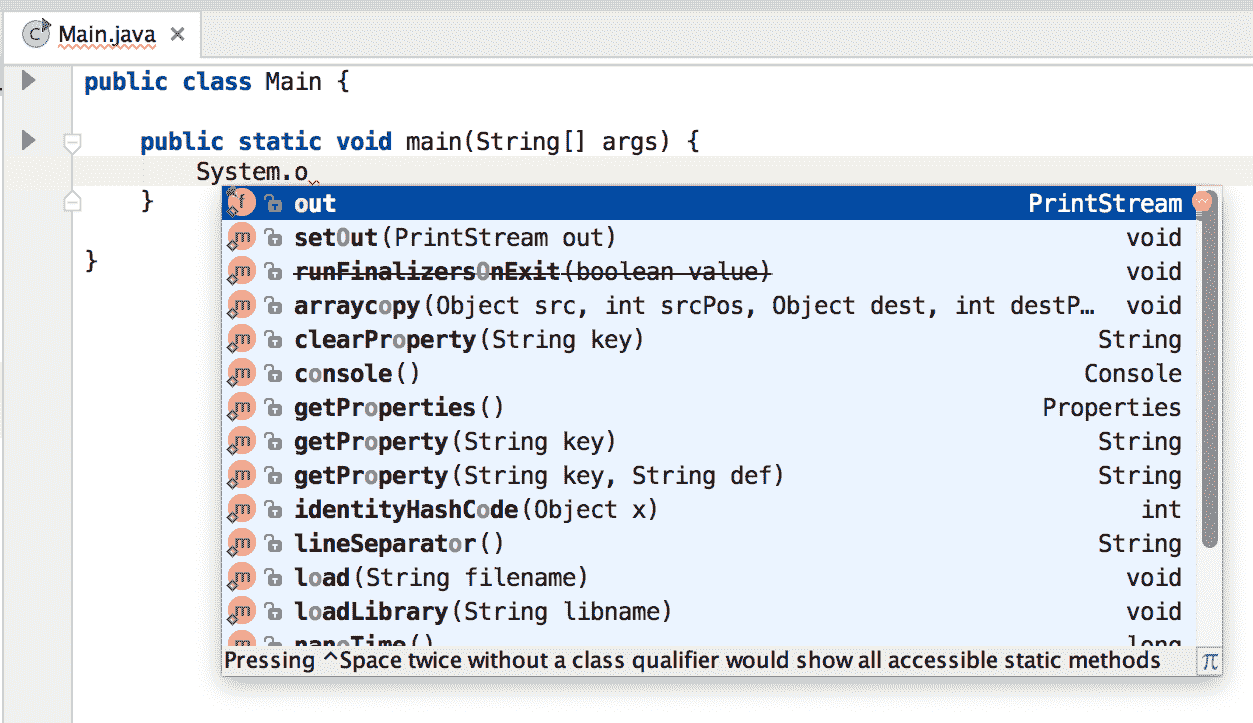 Main.java
public class Main {
public static void main(String[] args) {
System.o
}
}
out PrintStream
setOut(PrintStream out) void
runFinalizersOnExit(boolean value) void
arraycopy(Object src, int srcPos, Object dest, int destP… void
clearProperty(String key) String
console() Console
getProperties() Properties
getProperty(String key) String
getProperty(String key, String def) String
identityHashCode(Object x) int
lineSeparator() String
load(String filename) void
loadLibrary(String libname) void
nanoTime() long
Pressing ^Space twice without a class qualifier would show all accessible static methods π